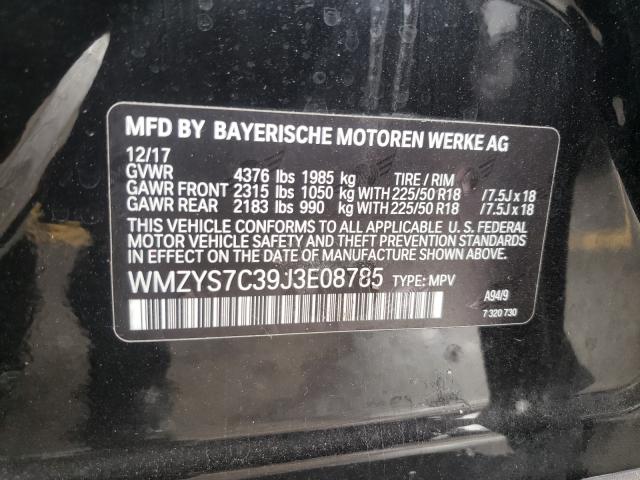 MFD BY BAYERISCHE MOTOREN WERKE AG
12/17
GVWR 4376 lbs 1985 kg TIRE / RIM
GAWR FRONT 2315 lbs 1050 kg WITH 225/50 R18 / 7.5J x 18
GAWR REAR 2183 lbs 990 kg WITH 225/50 R18 / 7.5J x 18
THIS VEHICLE CONFORMS TO ALL APPLICABLE U. S. FEDERAL
MOTOR VEHICLE SAFETY AND THEFT PREVENTION STANDARDS
IN EFFECT ON THE DATE OF MANUFACTURE SHOWN ABOVE.
WMZYS7C39J3E08785 TYPE: MPV
A94/9
7 320 730